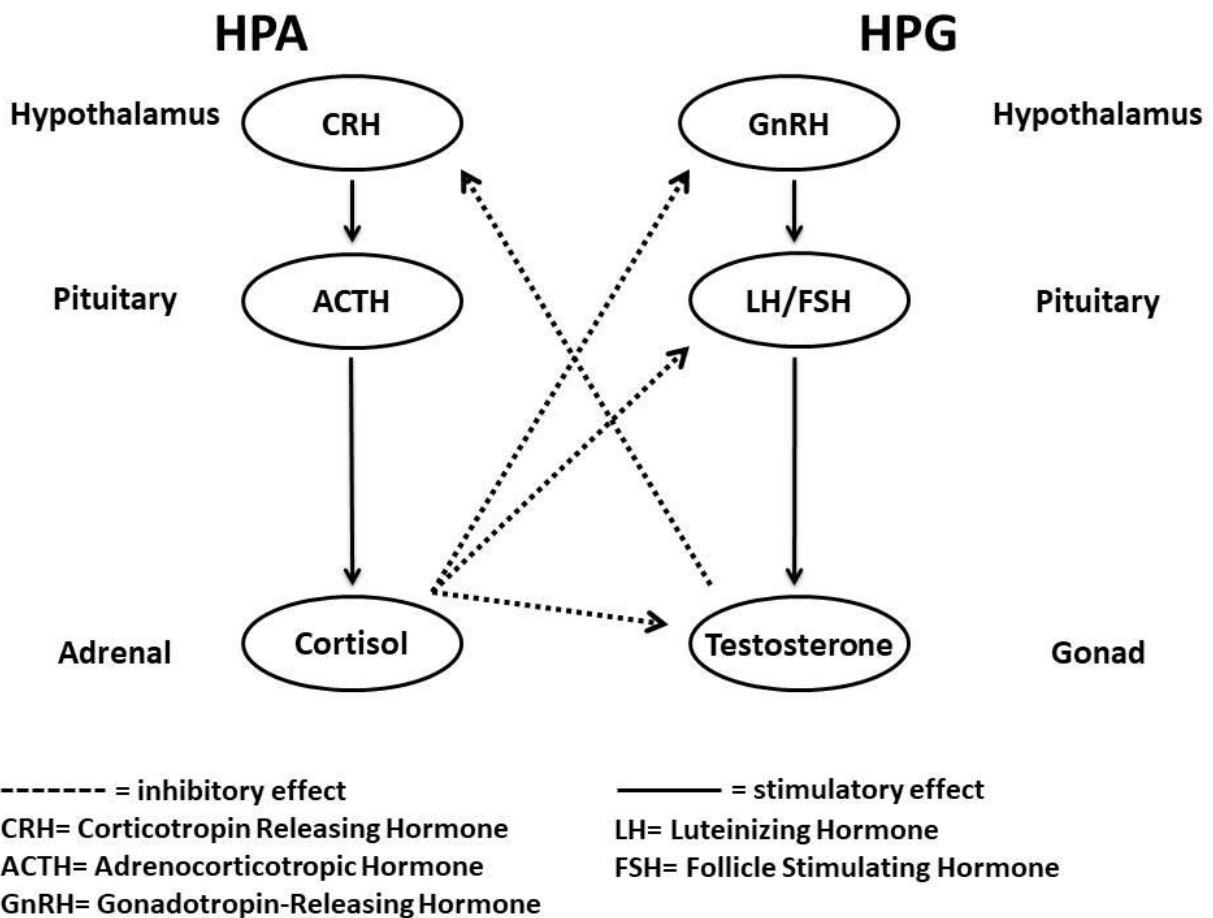 HPA HPG
Hypothalamus CRH GnRH Hypothalamus
Pituitary ACTH LH/FSH Pituitary
Adrenal Cortisol Testosterone Gonad
= inhibitory effect = stimulatory effect
CRH= Corticotropin Releasing Hormone LH= Luteinizing Hormone
ACTH= Adrenocorticotropic Hormone FSH= Follicle Stimulating Hormone
GnRH= Gonadotropin-Releasing Hormone